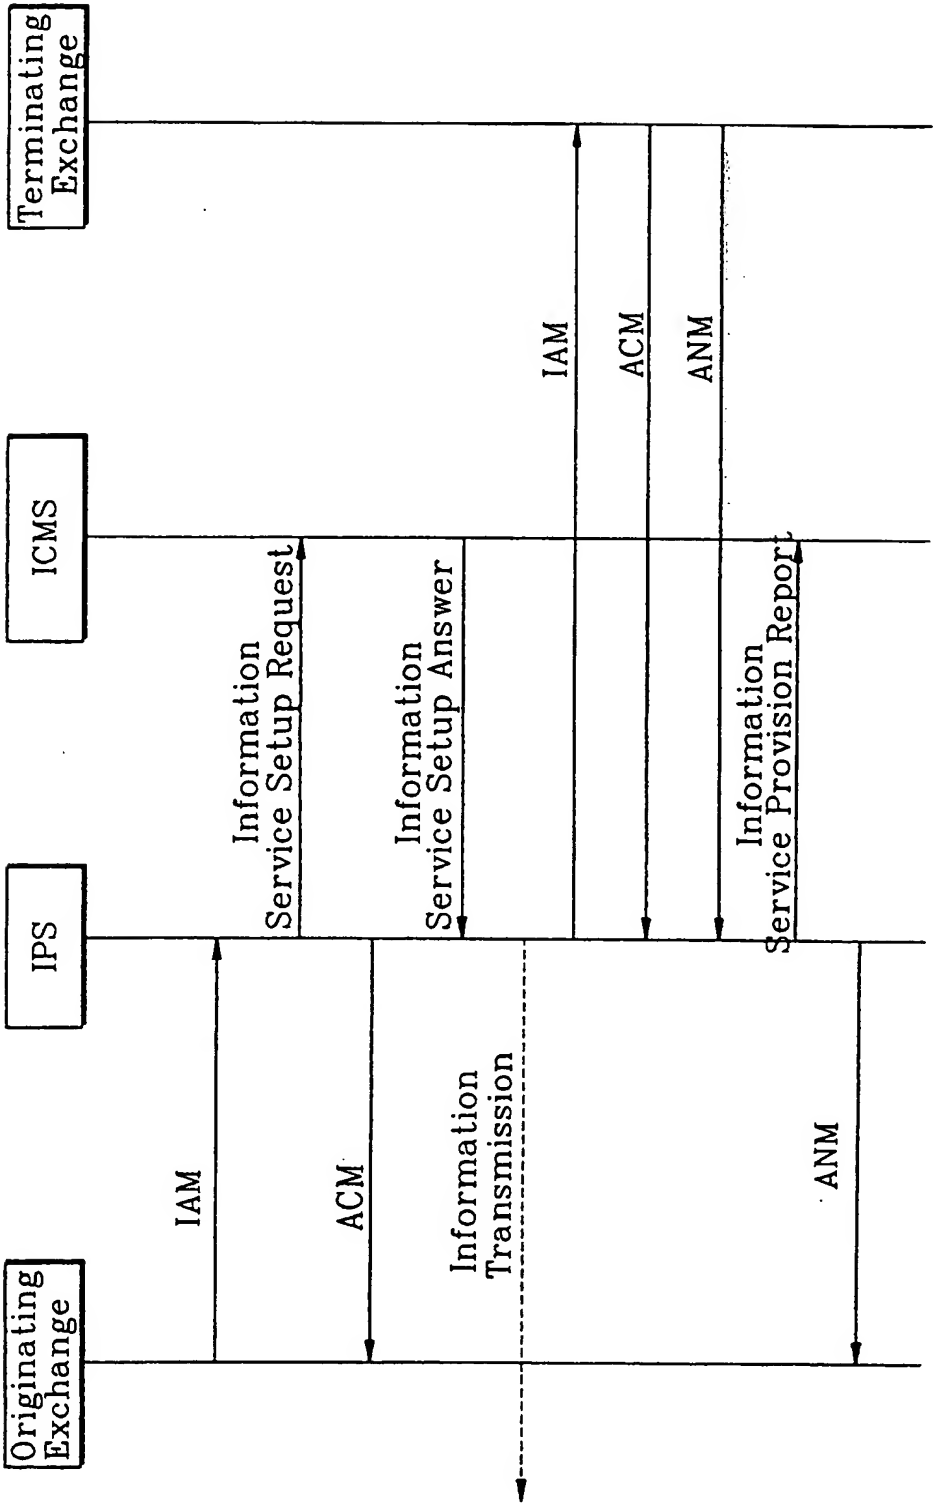 Originating
Exchange
IPS
ICMS
Terminating
Exchange
IAM
Information
Service Setup Request
ACM
Information
Service Setup Answer
Information
Transmission
IAM
ACM
ANM
Information
Service Provision Report
ANM